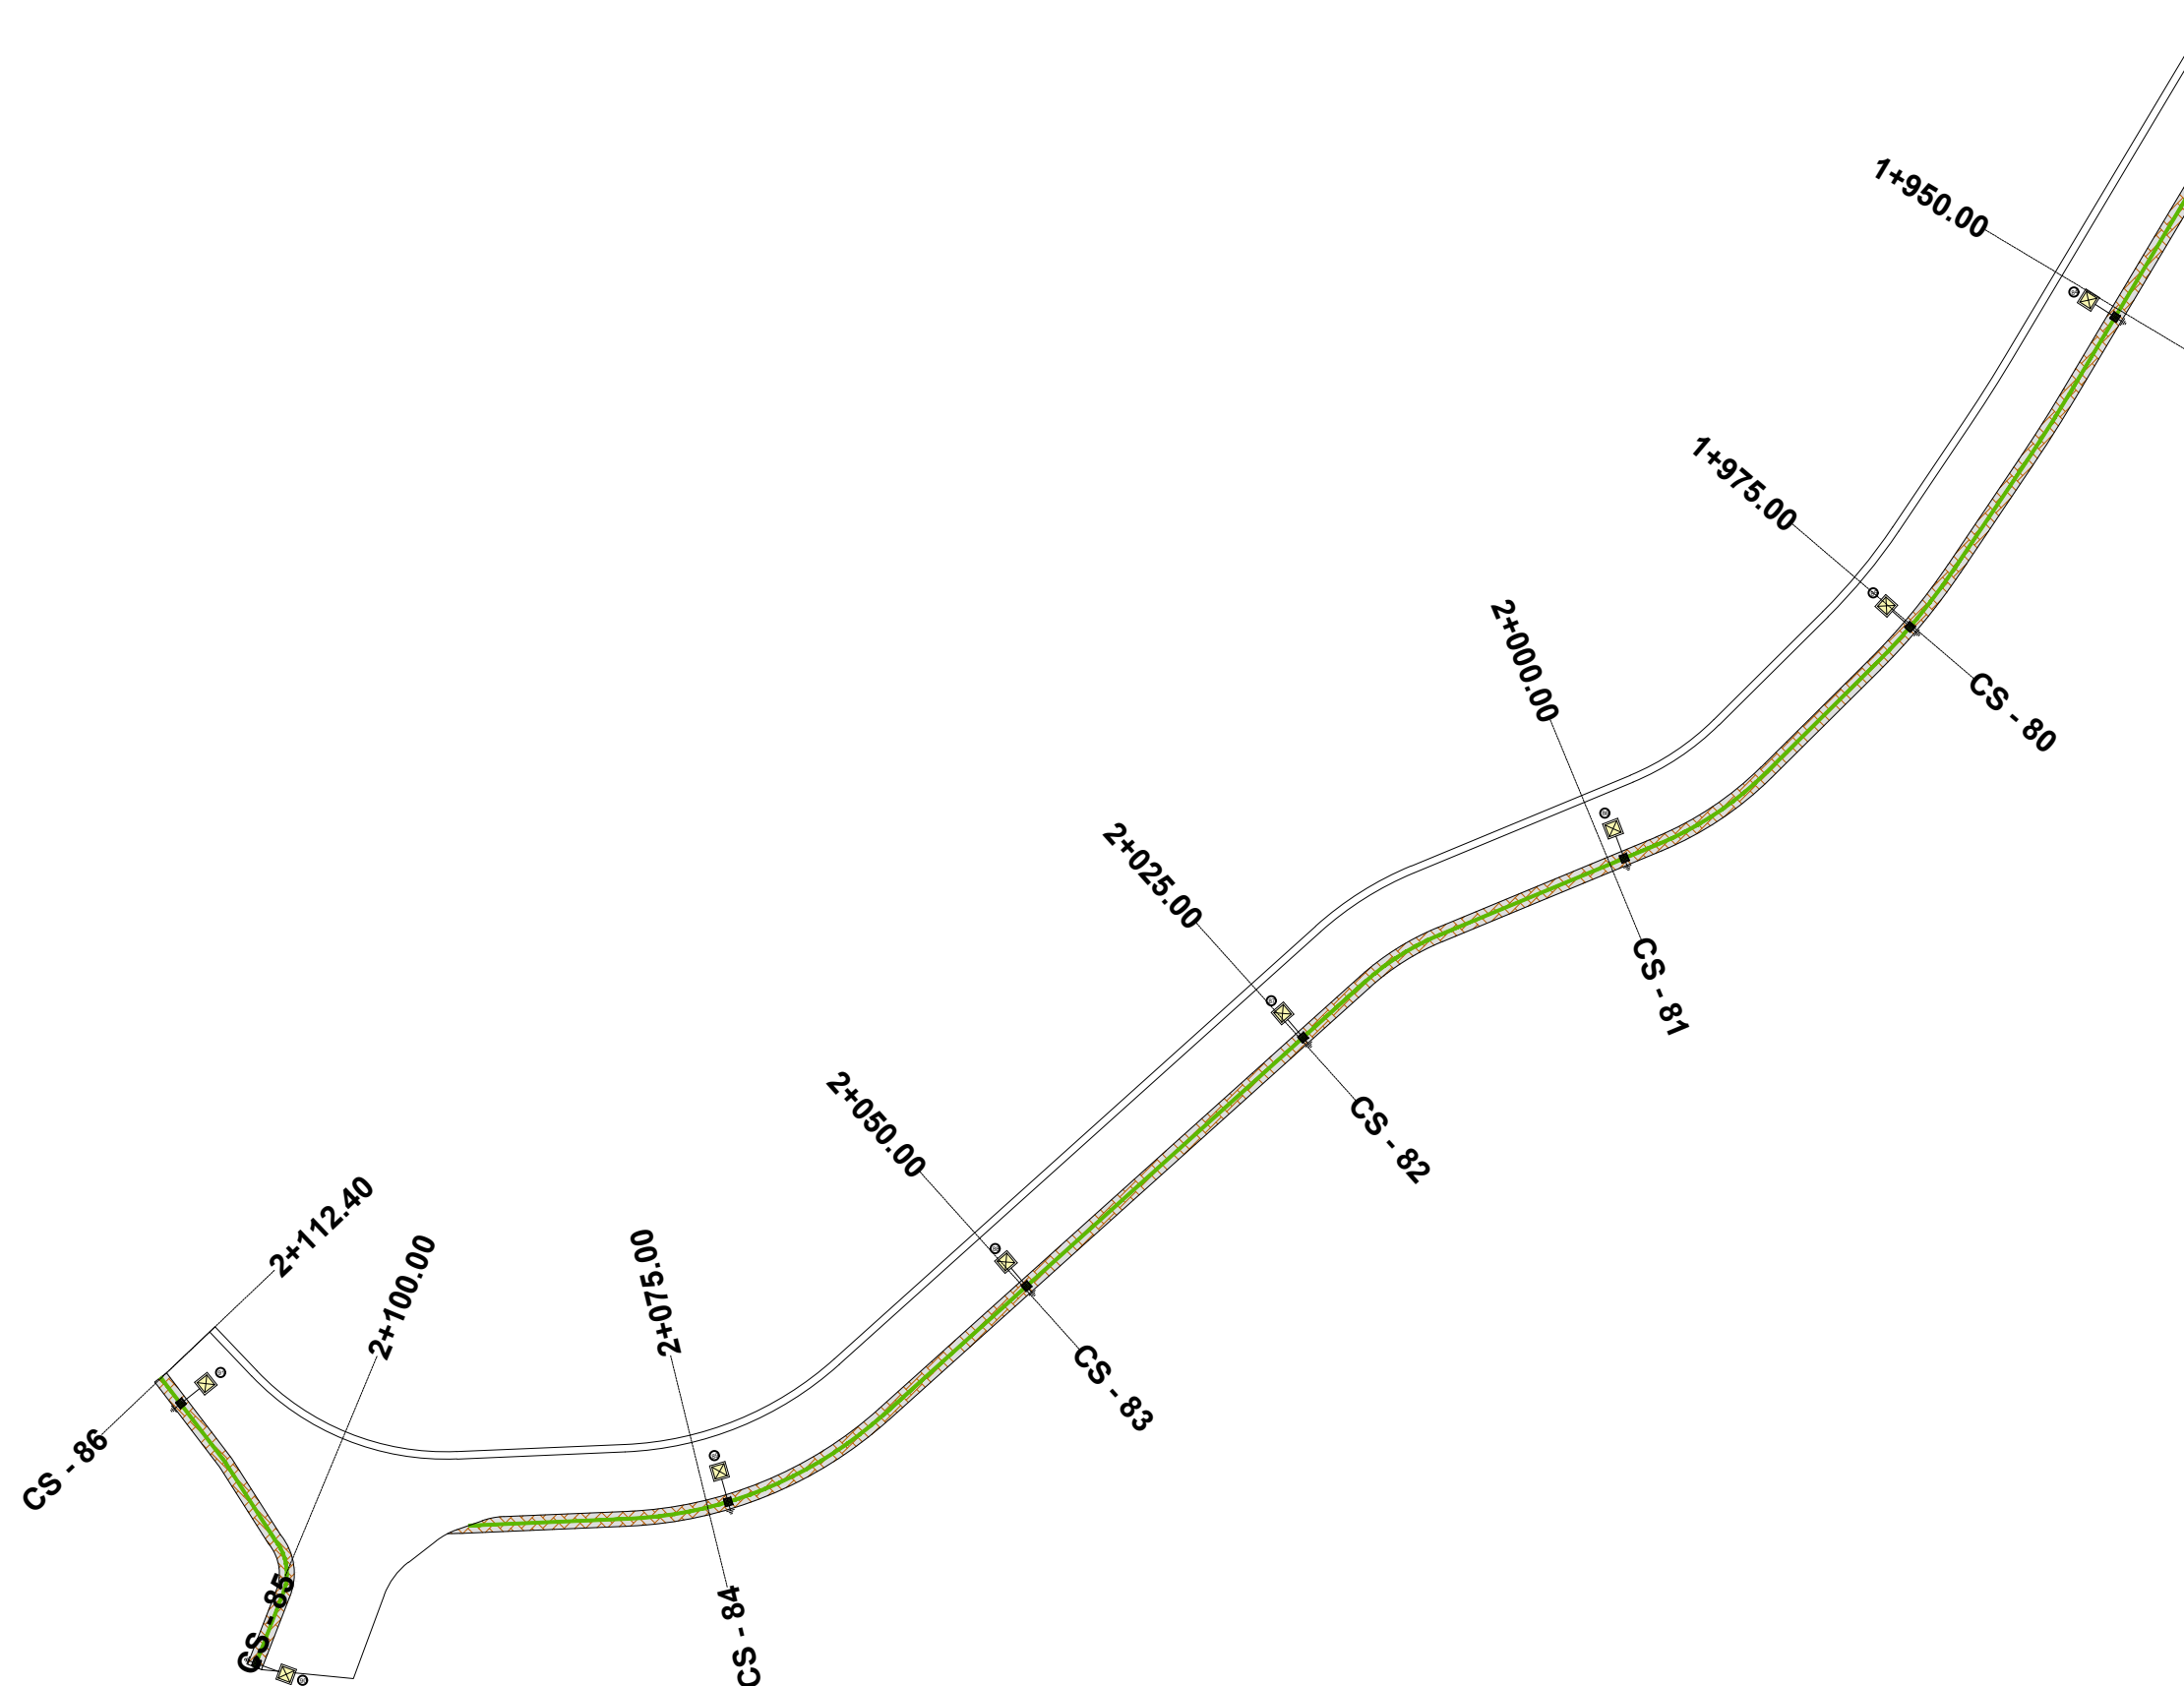 1+950.00
1+975.00
CS - 80
2+000.00
CS - 81
2+025.00
CS - 82
2+050.00
CS - 83
2+075.00
CS - 84
2+100.00
CS - 85
2+112.40
CS - 86